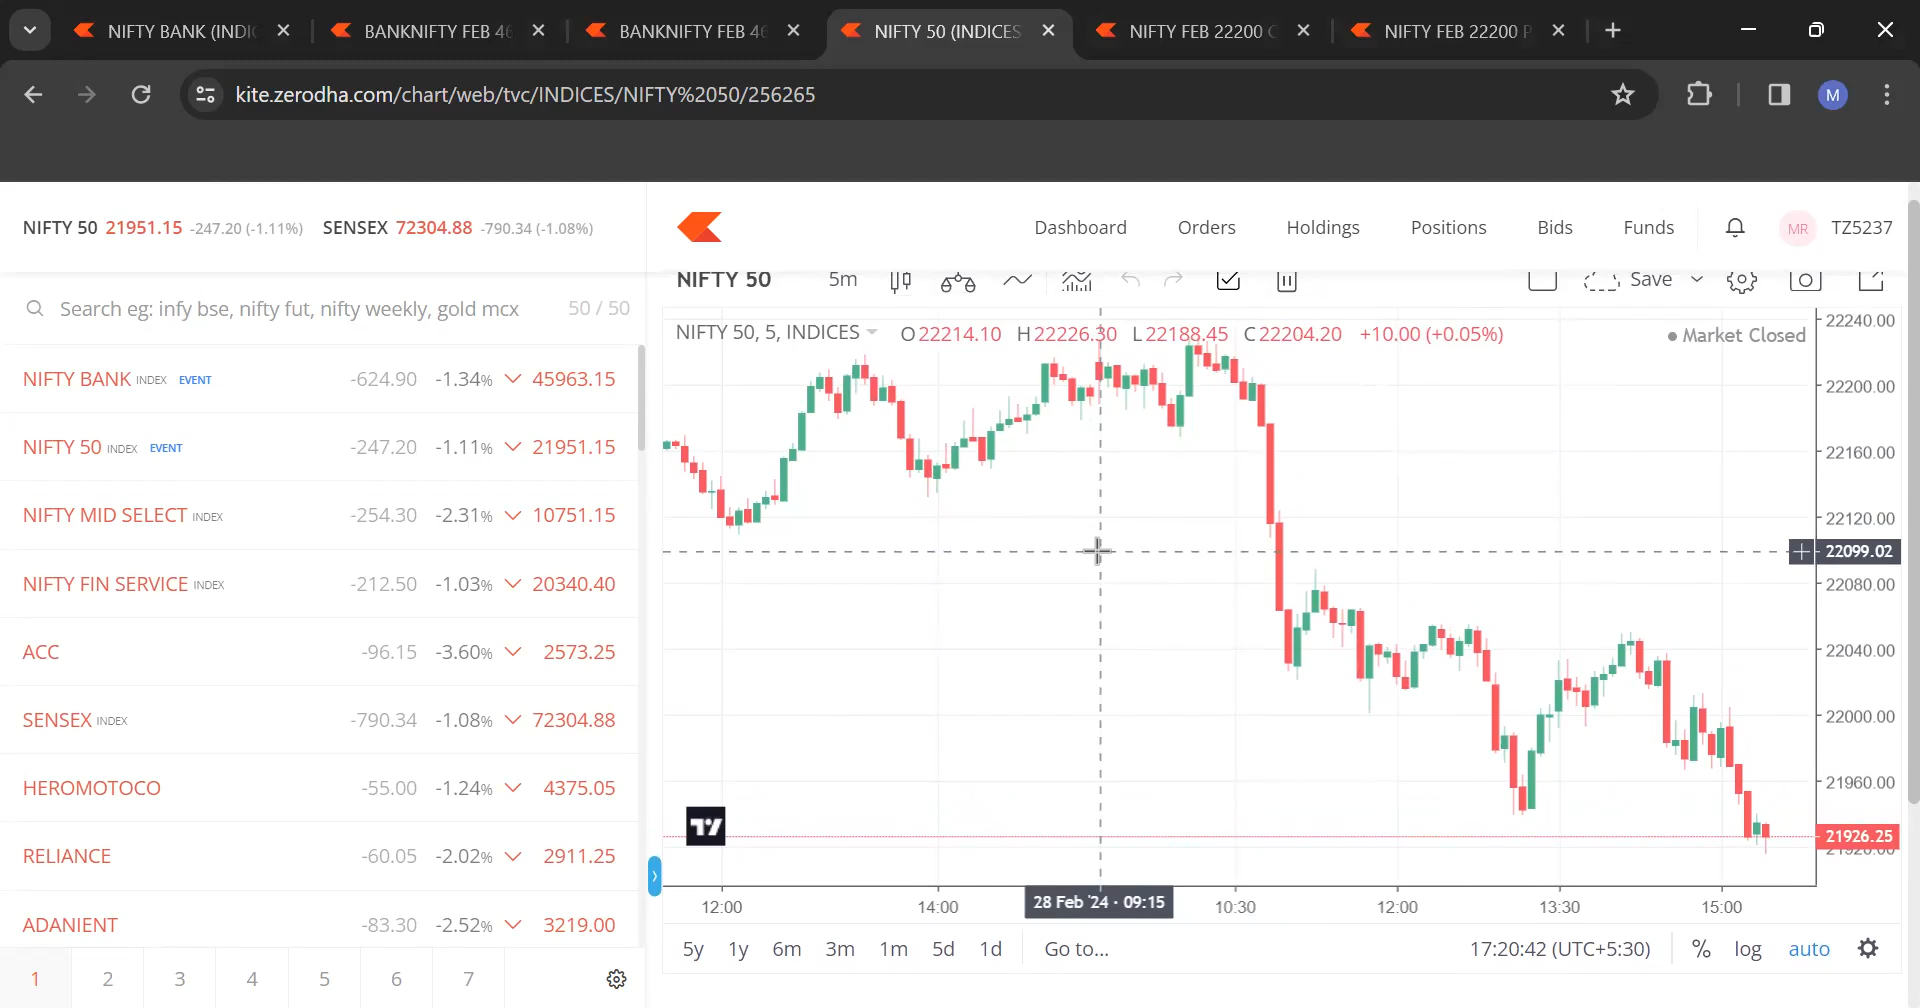 NIFTY BANK (INDIC
BANKNIFTY FEB 46
BANKNIFTY FEB 46
NIFTY 50 (INDICES
NIFTY FEB 22200 C
NIFTY FEB 22200 P
kite.zerodha.com/chart/web/tvc/INDICES/NIFTY%2050/256265
M
NIFTY 50 21951.15 -247.20 (-1.11%) SENSEX 72304.88 -790.34 (-1.08%)
Dashboard Orders Holdings Positions Bids Funds MR TZ5237
Search eg: infy bse, nifty fut, nifty weekly, gold mcx 50 / 50
NIFTY BANK INDEX EVENT -624.90 -1.34% 45963.15
NIFTY 50 INDEX EVENT -247.20 -1.11% 21951.15
NIFTY MID SELECT INDEX -254.30 -2.31% 10751.15
NIFTY FIN SERVICE INDEX -212.50 -1.03% 20340.40
ACC -96.15 -3.60% 2573.25
SENSEX INDEX -790.34 -1.08% 72304.88
HEROMOTOCO -55.00 -1.24% 4375.05
RELIANCE -60.05 -2.02% 2911.25
ADANIENT -83.30 -2.52% 3219.00
1 2 3 4 5 6 7
NIFTY 50 5m Save
NIFTY 50, 5, INDICES O22214.10 H22226.30 L22188.45 C22204.20 +10.00 (+0.05%) Market Closed
22240.00
22200.00
22160.00
22120.00
22099.02
22080.00
22040.00
22000.00
21960.00
21926.25
21920.00
12:00 14:00 28 Feb '24 · 09:15 10:30 12:00 13:30 15:00
5y 1y 6m 3m 1m 5d 1d Go to... 17:20:42 (UTC+5:30) % log auto